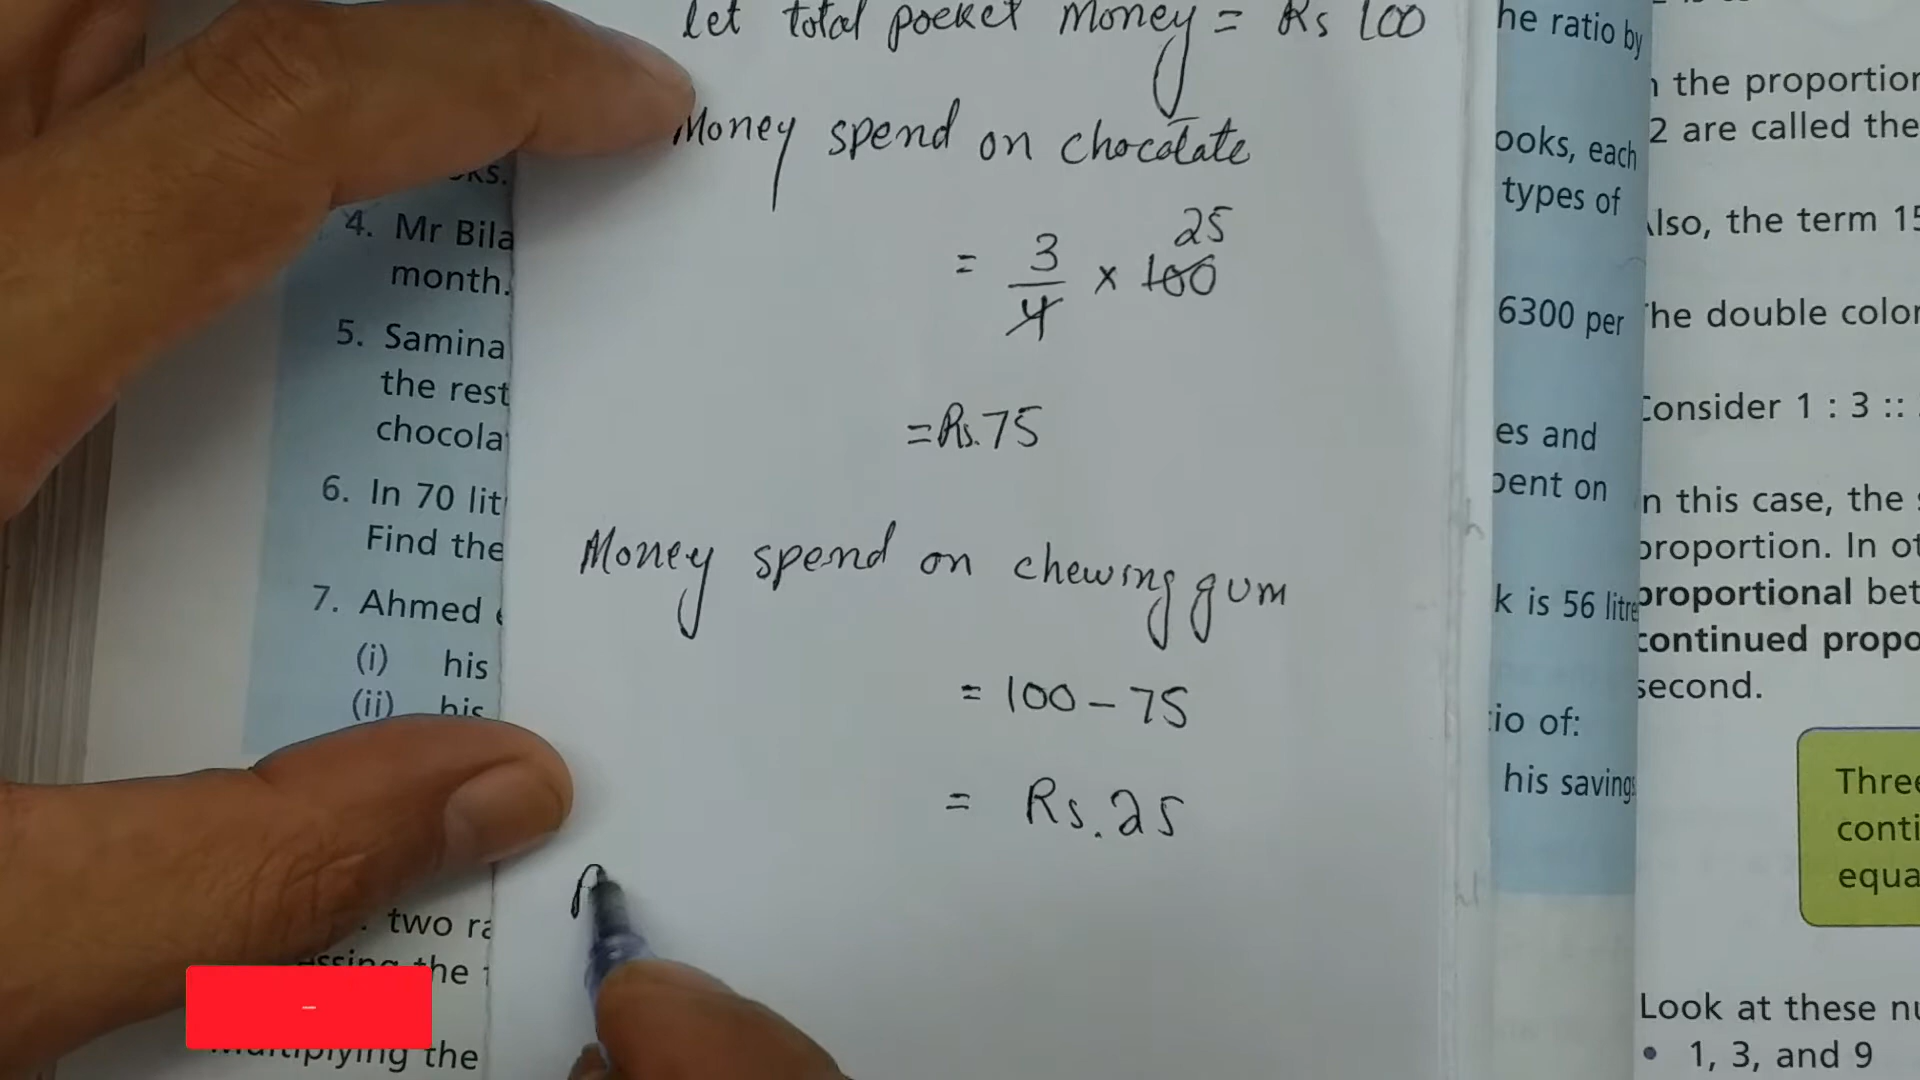 let total pocket money = Rs 100
Money spend on chocolate
= 3/4 × 100 25
= Rs. 75
Money spend on chewing gum
= 100 - 75
= Rs. 25
4. Mr Bila
month.
5. Samina
the rest
chocola
6. In 70 lit
Find the
7. Ahmed
(i) his
(ii) his
two ra
the
Multiplying the
he ratio by
ooks, each
types of
6300 per
es and
pent on
k is 56 litre
tio of:
his savings
n the proportion
2 are called the
Also, the term 15
The double colon
Consider 1 : 3 ::
n this case, the
proportion. In ot
proportional bet
continued propo
second.
Three
conti
equa
Look at these nu
• 1, 3, and 9